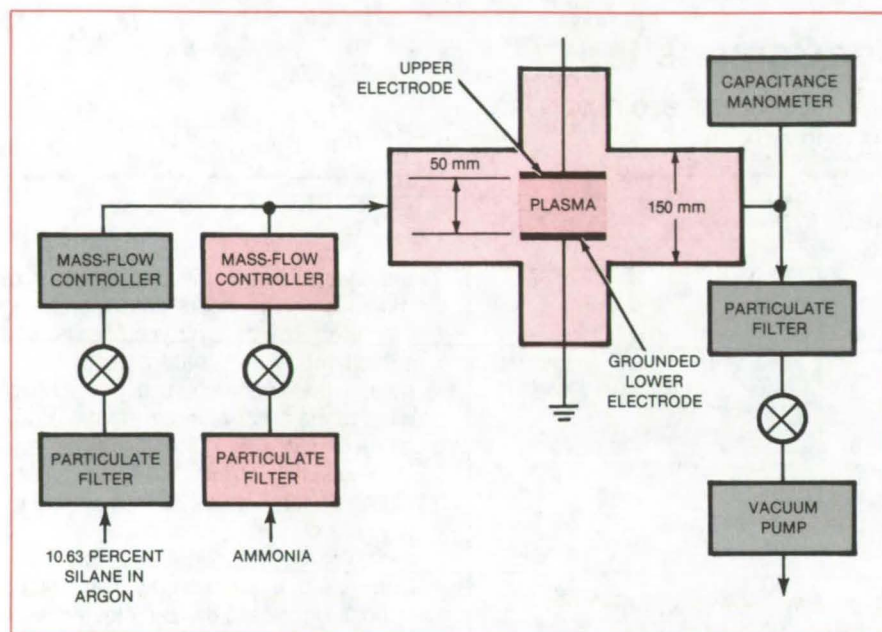 UPPER
ELECTRODE
CAPACITANCE
MANOMETER
50 mm
PLASMA
150 mm
MASS-FLOW
CONTROLLER
MASS-FLOW
CONTROLLER
PARTICULATE
FILTER
GROUNDED
LOWER
ELECTRODE
PARTICULATE
FILTER
PARTICULATE
FILTER
VACUUM
PUMP
10.63 PERCENT
SILANE IN
ARGON
AMMONIA